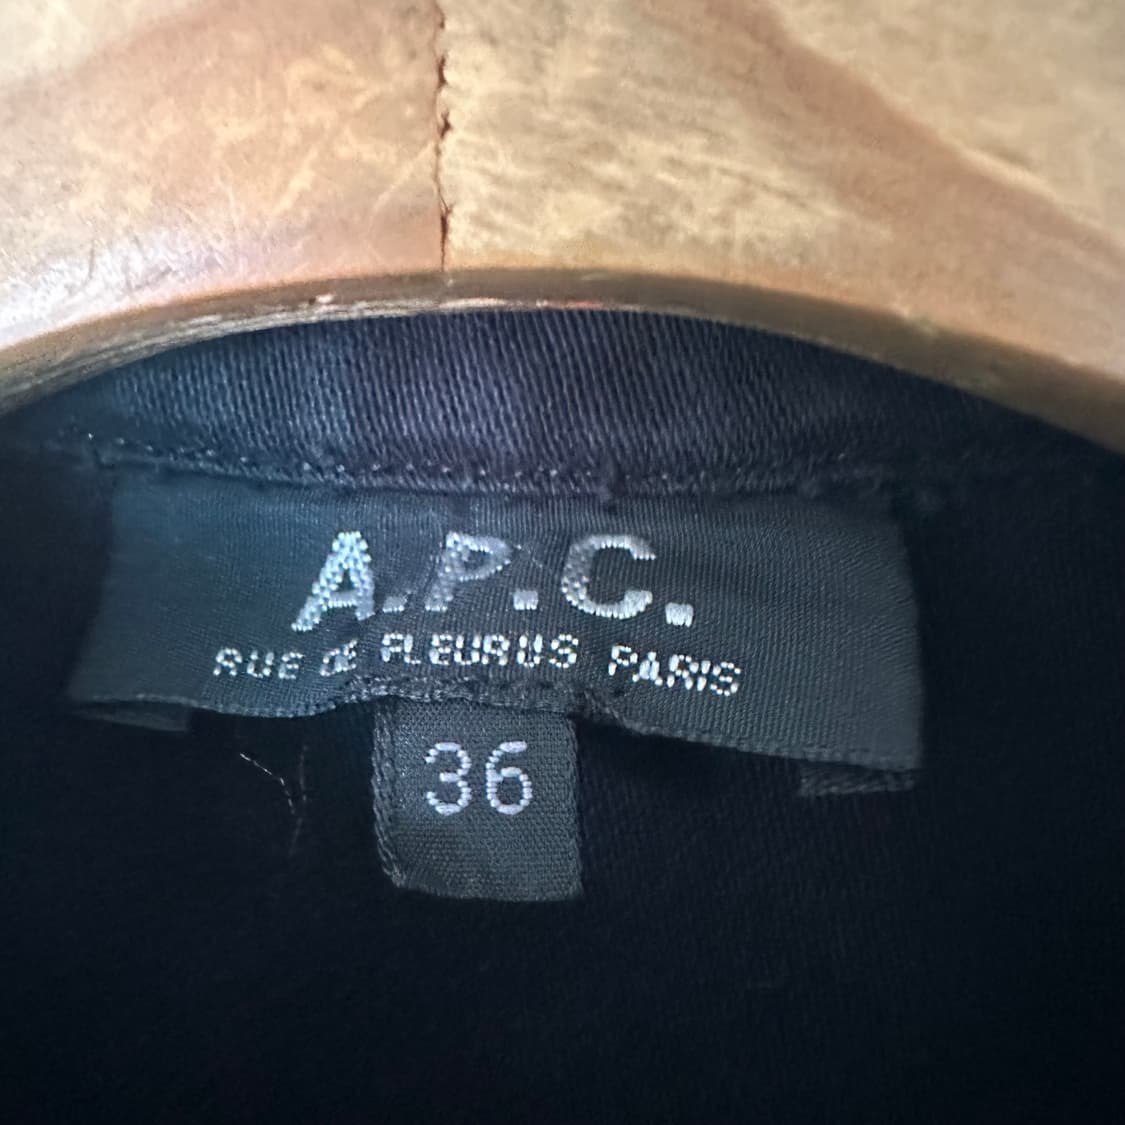 A.P.C.
RUE DE FLEURUS PARIS
36